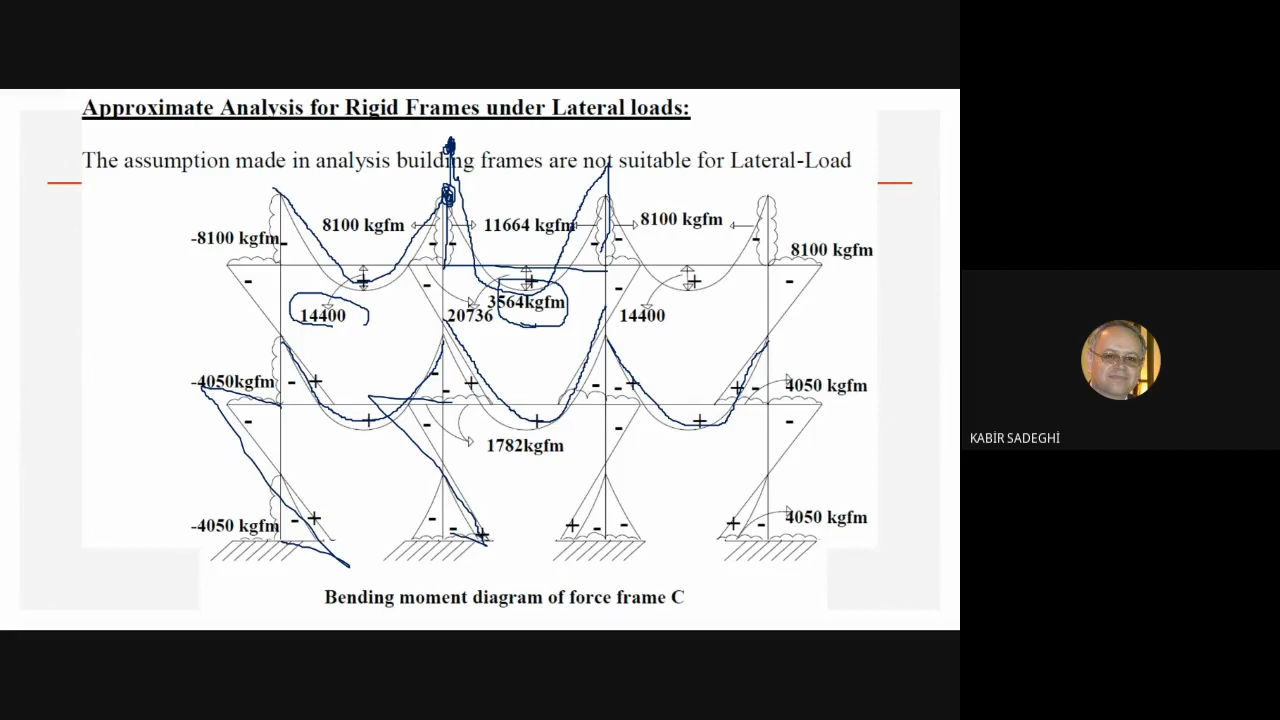 Approximate Analysis for Rigid Frames under Lateral loads:
The assumption made in analysis building frames are not suitable for Lateral-Load
8100 kgfm 11664 kgfm 8100 kgfm
-8100 kgfm - - - - - - 8100 kgfm
- + - + - + -
14400 20736 3564kgfm 14400
-4050kgfm - + - - + - - + + - 4050 kgfm
- + - + - + -
1782kgfm
-4050 kgfm - + - - + + - - + - 4050 kgfm
Bending moment diagram of force frame C
KABİR SADEGHİ